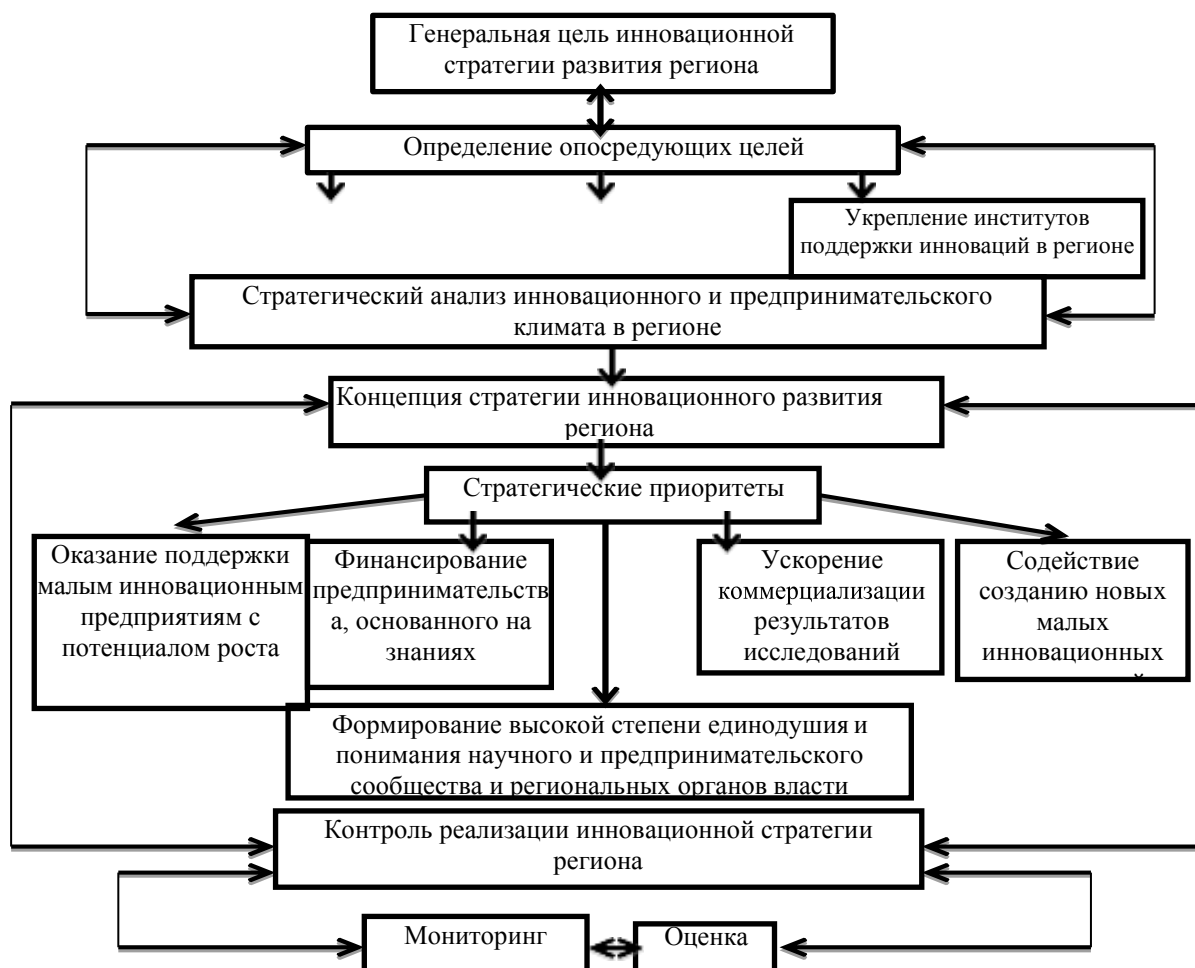 Генеральная цель инновационной
стратегии развития региона
Определение опосредующих целей
Укрепление институтов
поддержки инноваций в регионе
Стратегический анализ инновационного и предпринимательского
климата в регионе
Концепция стратегии инновационного развития
региона
Стратегические приоритеты
Оказание поддержки
малым инновационным
предприятиям с
потенциалом роста
Финансирование
предпринимательств
а, основанного на
знаниях
Ускорение
коммерциализации
результатов
исследований
Содействие
созданию новых
малых
инновационных
Формирование высокой степени единодушия и
понимания научного и предпринимательского
сообщества и региональных органов власти
Контроль реализации инновационной стратегии
региона
Мониторинг
Оценка